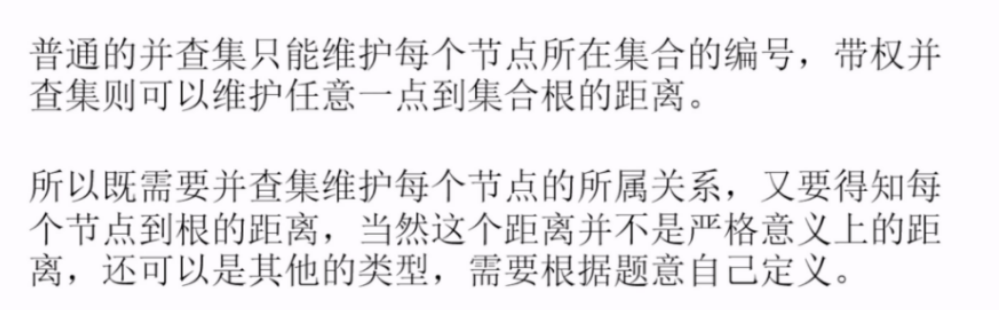 普通的并查集只能维护每个节点所在集合的编号，带权并
查集则可以维护任意一点到集合根的距离。
所以既需要并查集维护每个节点的所属关系，又要得知每
个节点到根的距离，当然这个距离并不是严格意义上的距
离，还可以是其他的类型，需要根据题意自己定义。